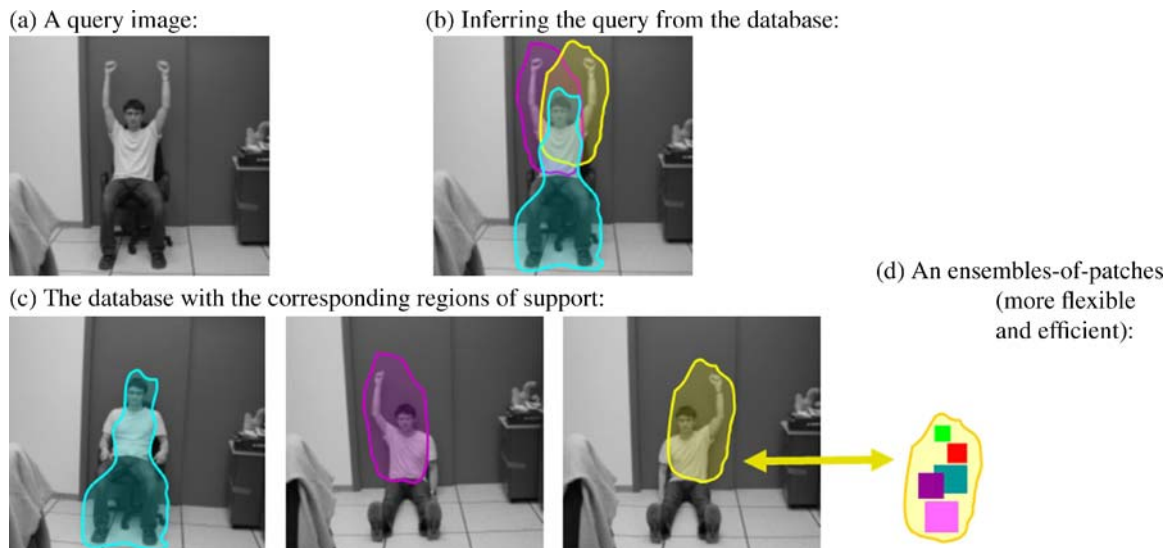 (a) A query image:
(b) Inferring the query from the database:
(c) The database with the corresponding regions of support:
(d) An ensembles-of-patches
(more flexible
and efficient):